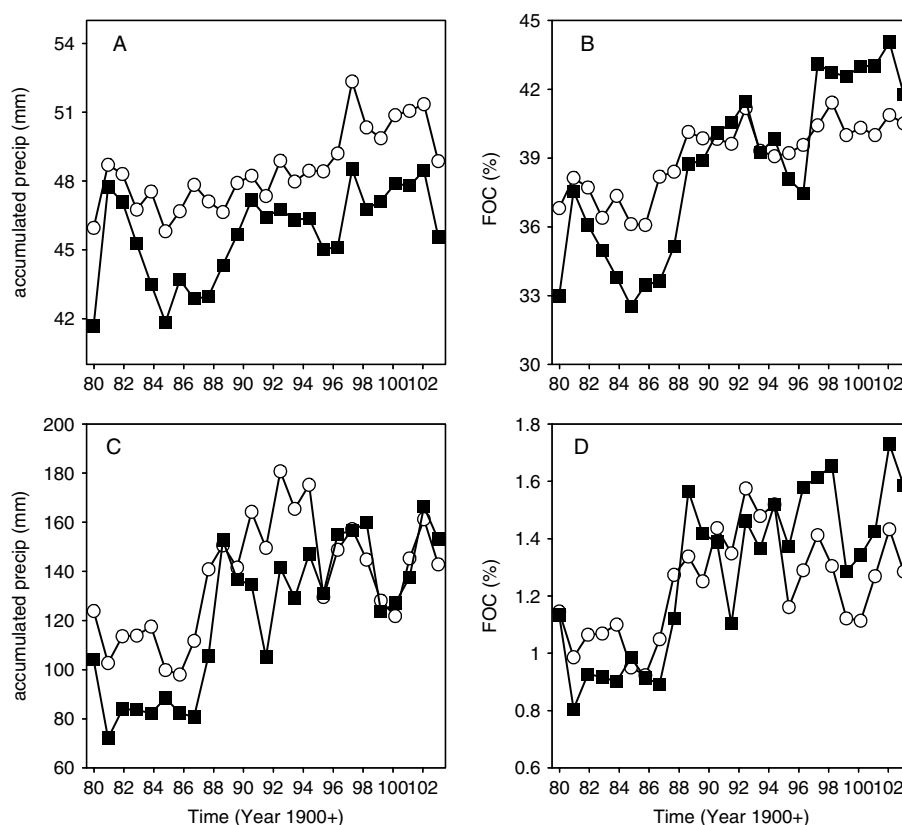 A
accumulated precip (mm)
54
51
48
45
42
80 82 84 86 88 90 92 94 96 98 100 102
B
FOC (%)
45
42
39
36
33
30
80 82 84 86 88 90 92 94 96 98 100 102
C
accumulated precip (mm)
200
180
160
140
120
100
80
60
80 82 84 86 88 90 92 94 96 98 100 102
Time (Year 1900+)
D
FOC (%)
1.8
1.6
1.4
1.2
1
0.8
0.6
80 82 84 86 88 90 92 94 96 98 100 102
Time (Year 1900+)